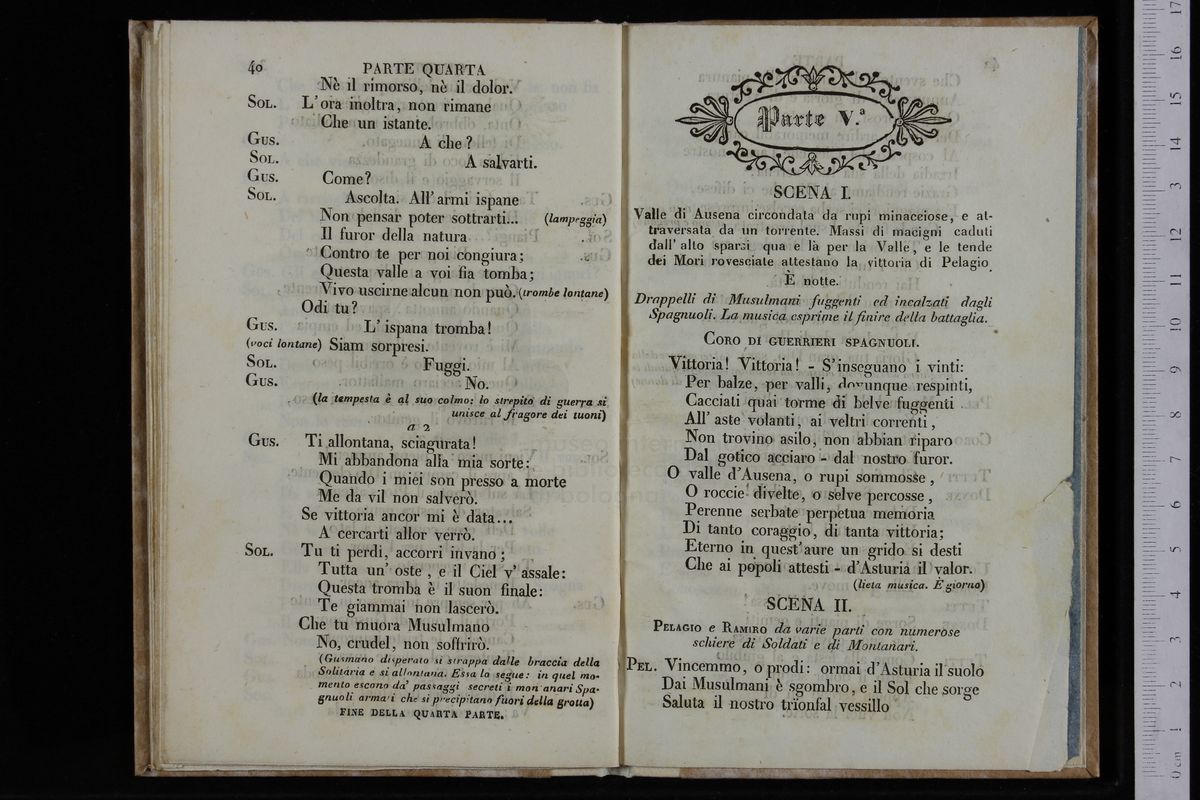 40 PARTE QUARTA
Nè il rimorso, nè il dolor.
SOL. L'ora inoltra, non rimane
Che un istante.
GUS. A che?
SOL. A salvarti.
GUS. Come?
SOL. Ascolta. All'armi ispane
Non pensar poter sottrarti... (lampeggia)
Il furor della natura
Contro te per noi congiura;
Questa valle a voi fia tomba;
Vivo uscirne alcun non può. (trombe lontane)
Odi tu?
GUS. L'ispana tromba!
(voci lontane) Siam sorpresi.
SOL. Fuggi.
GUS. No.
(la tempesta è al suo colmo: lo strepito di guerra si
unisce al fragore dei tuoni)
a 2
GUS. Ti allontana, sciagurata!
Mi abbandona alla mia sorte:
Quando i miei son presso a morte
Me da vil non salverò.
Se vittoria ancor mi è data...
A cercarti allor verrò.
SOL. Tu ti perdi, accorri invano;
Tutta un'oste, e il Ciel v'assale:
Questa tromba è il suon finale:
Te giammai non lascerò.
Che tu muora Musulmano
No, crudel, non soffrirò.
(Gusmano disperato si strappa dalle braccia della
Solitaria e si allontana. Essa lo segue: in quel mo-
mento escono da' passaggi secreti i montanari Spa-
gnuoli armati che si precipitano fuori della grotta)
FINE DELLA QUARTA PARTE.
Parte V.ª
SCENA I.
Valle di Ausena circondata da rupi minacciose, e at-
traversata da un torrente. Massi di macigni caduti
dall'alto sparsi qua e là per la Valle, e le tende
dei Mori rovesciate attestano la vittoria di Pelagio
È notte.
Drappelli di Musulmani fuggenti ed incalzati dagli
Spagnuoli. La musica esprime il finire della battaglia.
CORO DI GUERRIERI SPAGNUOLI.
Vittoria! Vittoria! - S'inseguano i vinti:
Per balze, per valli, dovunque respinti,
Cacciati quai torme di belve fuggenti
All'aste volanti, ai veltri correnti,
Non trovino asilo, non abbian riparo
Dal gotico acciaro - dal nostro furor.
O valle d'Ausena, o rupi sommosse,
O roccie divelte, o selve percosse,
Perenne serbate perpetua memoria
Di tanto coraggio, di tanta vittoria;
Eterno in quest'aure un grido si desti
Che ai popoli attesti - d'Asturia il valor.
(lieta musica. È giorno)
SCENA II.
PELAGIO e RAMIRO da varie parti con numerose
schiere di Soldati e di Montanari.
PEL. Vincemmo, o prodi: ormai d'Asturia il suolo
Dai Musulmani è sgombro, e il Sol che sorge
Saluta il nostro trionfal vessillo